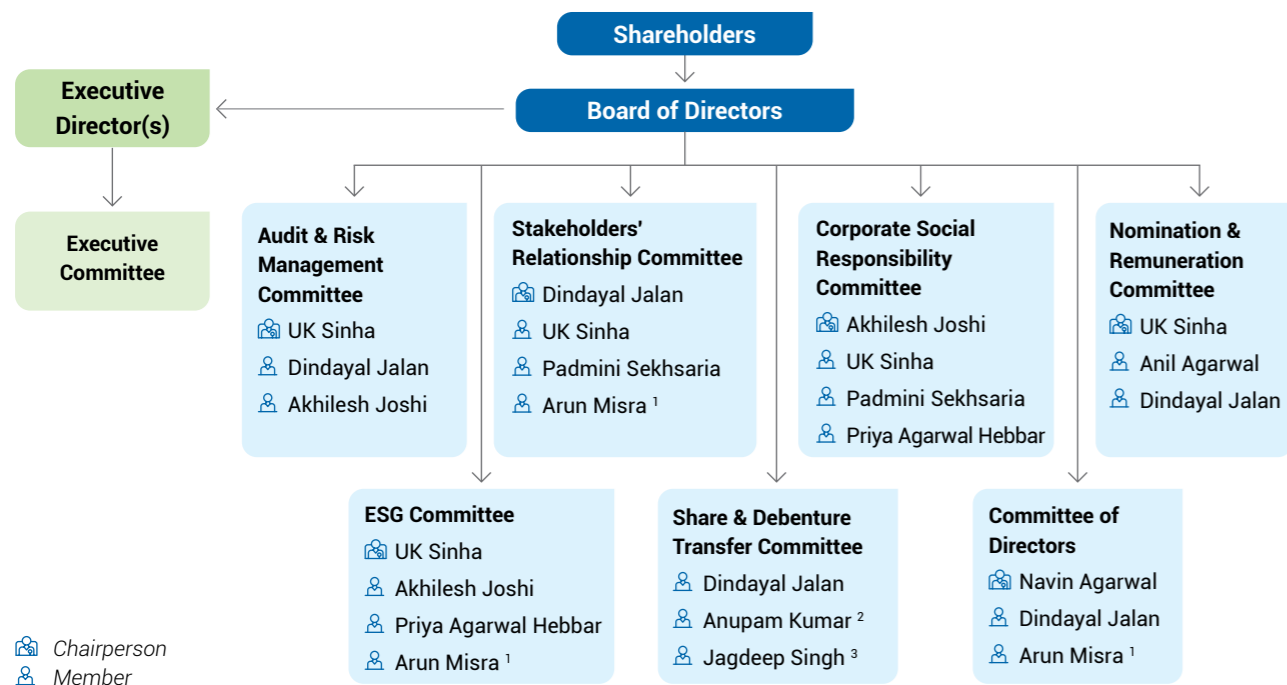 Shareholders
Board of Directors
Executive
Director(s)
Executive
Committee
Audit & Risk
Management
Committee
UK Sinha
Dindayal Jalan
Akhilesh Joshi
Stakeholders'
Relationship Committee
Dindayal Jalan
UK Sinha
Padmini Sekhsaria
Arun Misra 1
Corporate Social
Responsibility
Committee
Akhilesh Joshi
UK Sinha
Padmini Sekhsaria
Priya Agarwal Hebbar
Nomination &
Remuneration
Committee
UK Sinha
Anil Agarwal
Dindayal Jalan
ESG Committee
UK Sinha
Akhilesh Joshi
Priya Agarwal Hebbar
Arun Misra 1
Share & Debenture
Transfer Committee
Dindayal Jalan
Anupam Kumar 2
Jagdeep Singh 3
Committee of
Directors
Navin Agarwal
Dindayal Jalan
Arun Misra 1
Chairperson
Member